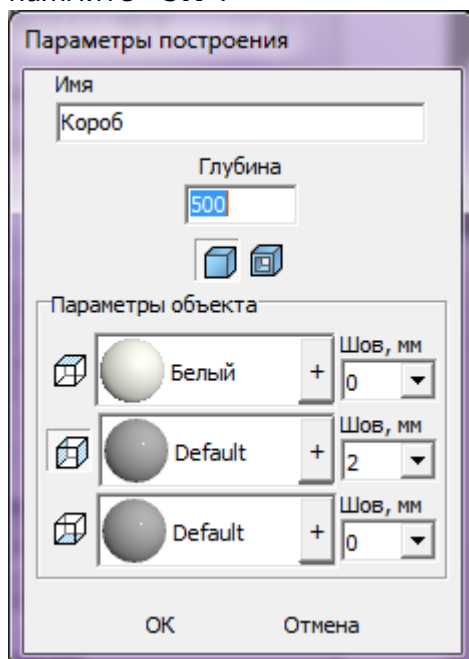 Параметры построения
Имя
Короб
Глубина
500
Параметры объекта
Шов, мм
Белый + 0
Шов, мм
Default + 2
Шов, мм
Default + 0
ОК Отмена